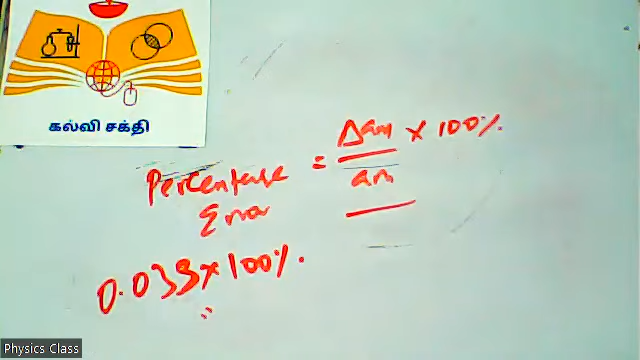 கல்வி சக்தி
Percentage Error = Δam/am × 100%
0.033 × 100%
Physics Class